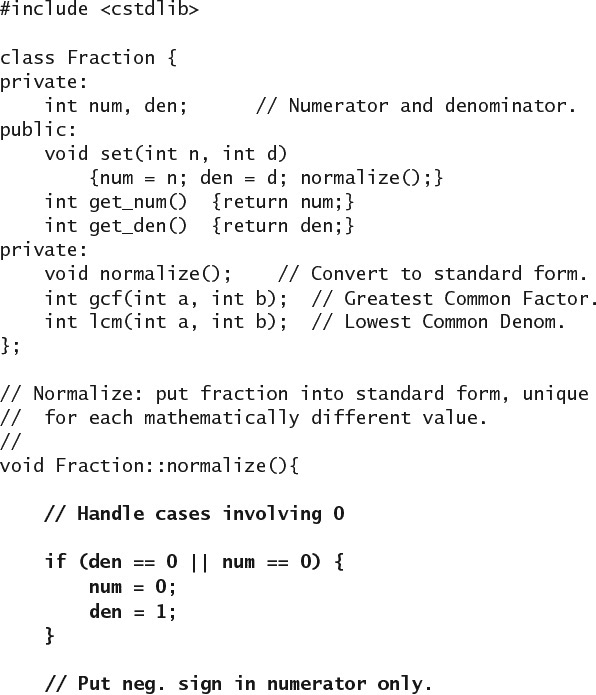 #include <cstdlib>

class Fraction {
private:
    int num, den;      // Numerator and denominator.
public:
    void set(int n, int d)
        {num = n; den = d; normalize();}
    int get_num()  {return num;}
    int get_den()  {return den;}
private:
    void normalize();    // Convert to standard form.
    int gcf(int a, int b);  // Greatest Common Factor.
    int lcm(int a, int b);  // Lowest Common Denom.
};

// Normalize: put fraction into standard form, unique
//  for each mathematically different value.
//
void Fraction::normalize(){

    // Handle cases involving 0

    if (den == 0 || num == 0) {
        num = 0;
        den = 1;
    }

    // Put neg. sign in numerator only.